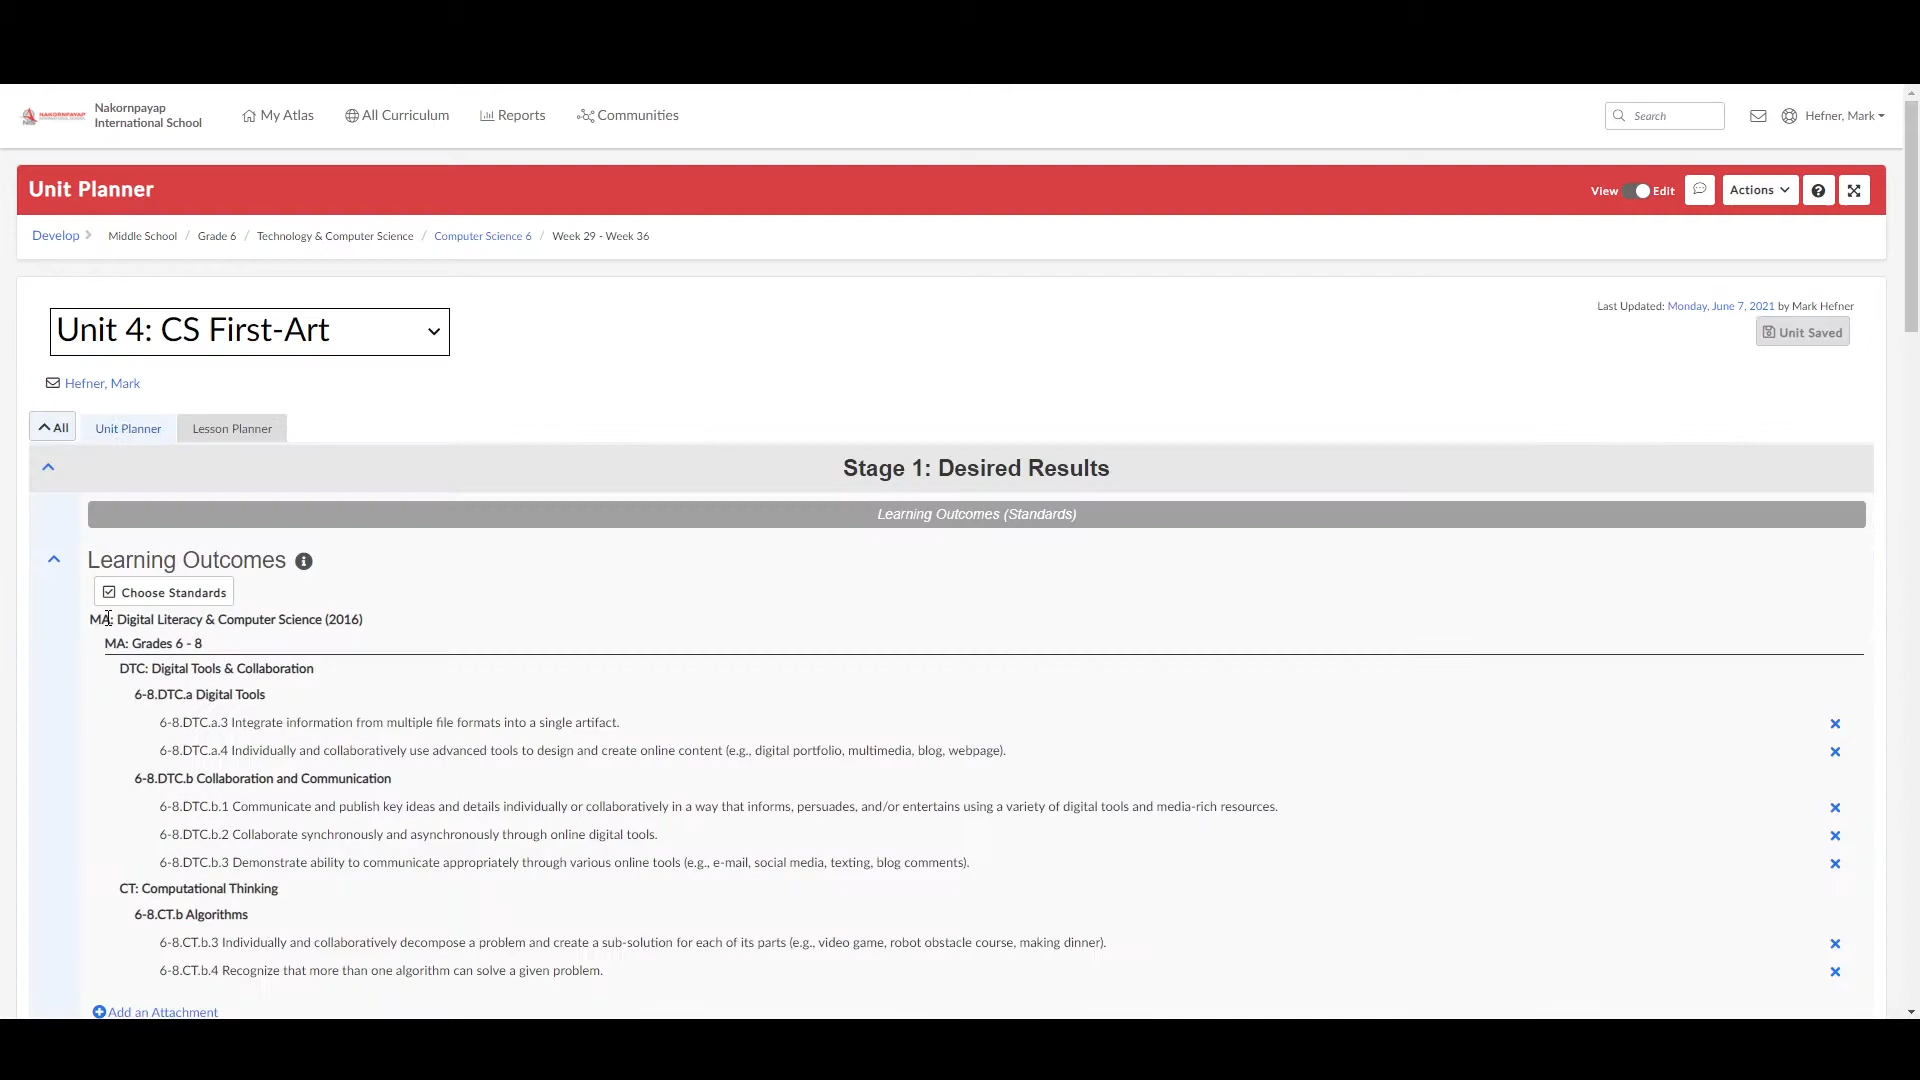 Nakornpayap
International School
NAKORNPAYAP
My Atlas
All Curriculum
Reports
Communities
Search
Hefner, Mark
Unit Planner
View
Edit
Actions
Develop
Middle School / Grade 6 / Technology & Computer Science / Computer Science 6 / Week 29 - Week 36
Unit 4: CS First-Art
Last Updated: Monday, June 7, 2021 by Mark Hefner
Unit Saved
Hefner, Mark
All
Unit Planner
Lesson Planner
Stage 1: Desired Results
Learning Outcomes (Standards)
Learning Outcomes
Choose Standards
MA: Digital Literacy & Computer Science (2016)
MA: Grades 6 - 8
DTC: Digital Tools & Collaboration
6-8.DTC.a Digital Tools
6-8.DTC.a.3 Integrate information from multiple file formats into a single artifact.
6-8.DTC.a.4 Individually and collaboratively use advanced tools to design and create online content (e.g., digital portfolio, multimedia, blog, webpage).
6-8.DTC.b Collaboration and Communication
6-8.DTC.b.1 Communicate and publish key ideas and details individually or collaboratively in a way that informs, persuades, and/or entertains using a variety of digital tools and media-rich resources.
6-8.DTC.b.2 Collaborate synchronously and asynchronously through online digital tools.
6-8.DTC.b.3 Demonstrate ability to communicate appropriately through various online tools (e.g., e-mail, social media, texting, blog comments).
CT: Computational Thinking
6-8.CT.b Algorithms
6-8.CT.b.3 Individually and collaboratively decompose a problem and create a sub-solution for each of its parts (e.g., video game, robot obstacle course, making dinner).
6-8.CT.b.4 Recognize that more than one algorithm can solve a given problem.
Add an Attachment